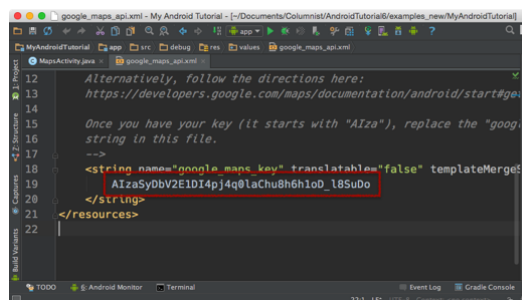 google_maps_api.xml - My Android Tutorial - [~/Documents/Columnist/AndroidTutorial6/examples_new/MyAndroidTutorial]
app
MyAndroidTutorial app src debug res values google_maps_api.xml
MapsActivity.java × google_maps_api.xml ×
1: Project
Z: Structure
Captures
Build Variants
12 Alternatively, follow the directions here:
13 https://developers.google.com/maps/documentation/android/start#ge
14
15 Once you have your key (it starts with "AIza"), replace the "goog
16 string in this file.
17 -->
18 <string name="google_maps_key" translatable="false" templateMergeS
19 AIzaSyDbV2E1DI4pj4q0laChu8h6h1oD_l8SuDo
20 </string>
21 </resources>
22
TODO 6: Android Monitor Terminal Event Log Gradle Console